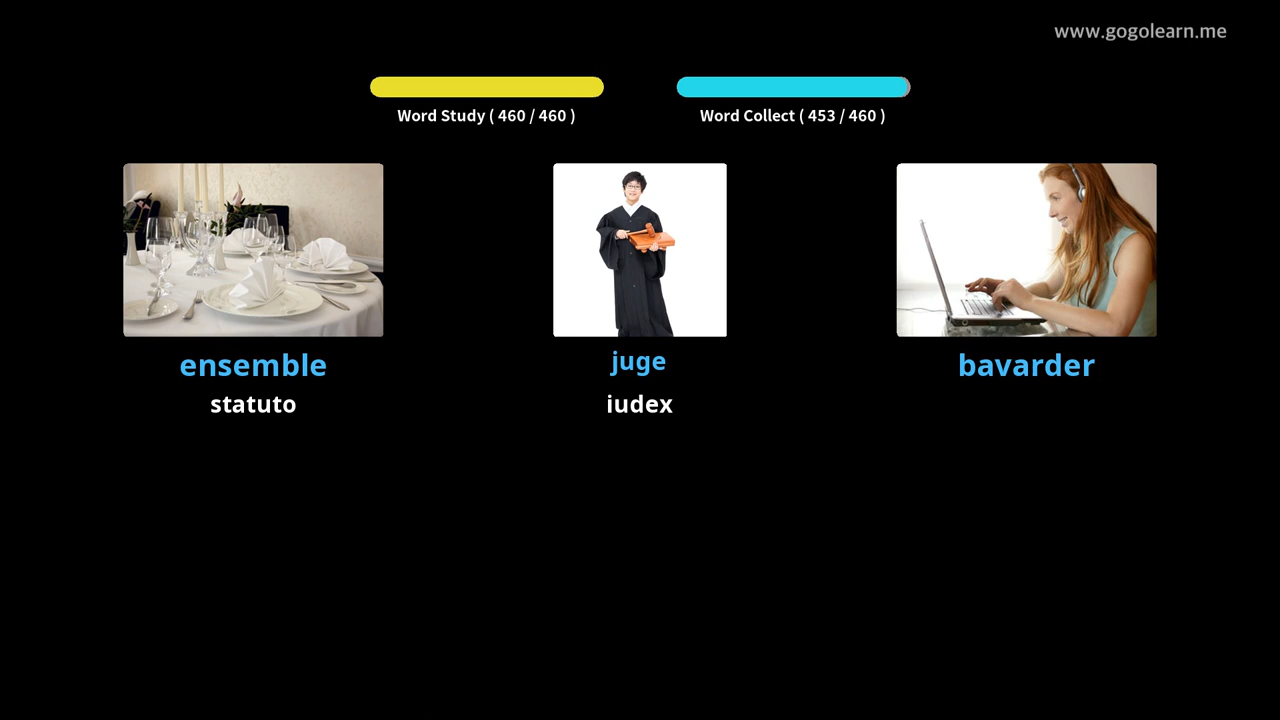 www.gogolearn.me
Word Study ( 460 / 460 )
Word Collect ( 453 / 460 )
ensemble
juge
bavarder
statuto
iudex